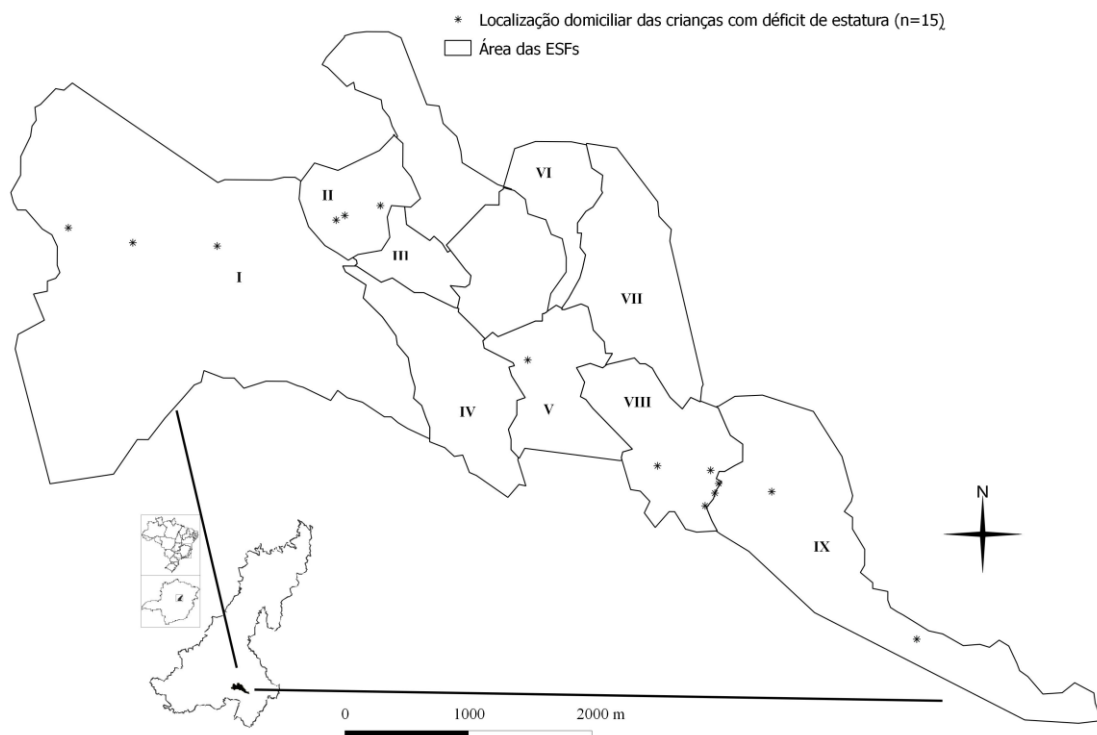 * Localização domiciliar das crianças com déficit de estatura (n=15)
Área das ESFs
VI
II
III
I
VII
VIII
IV
V
N
IX
0 1000 2000 m